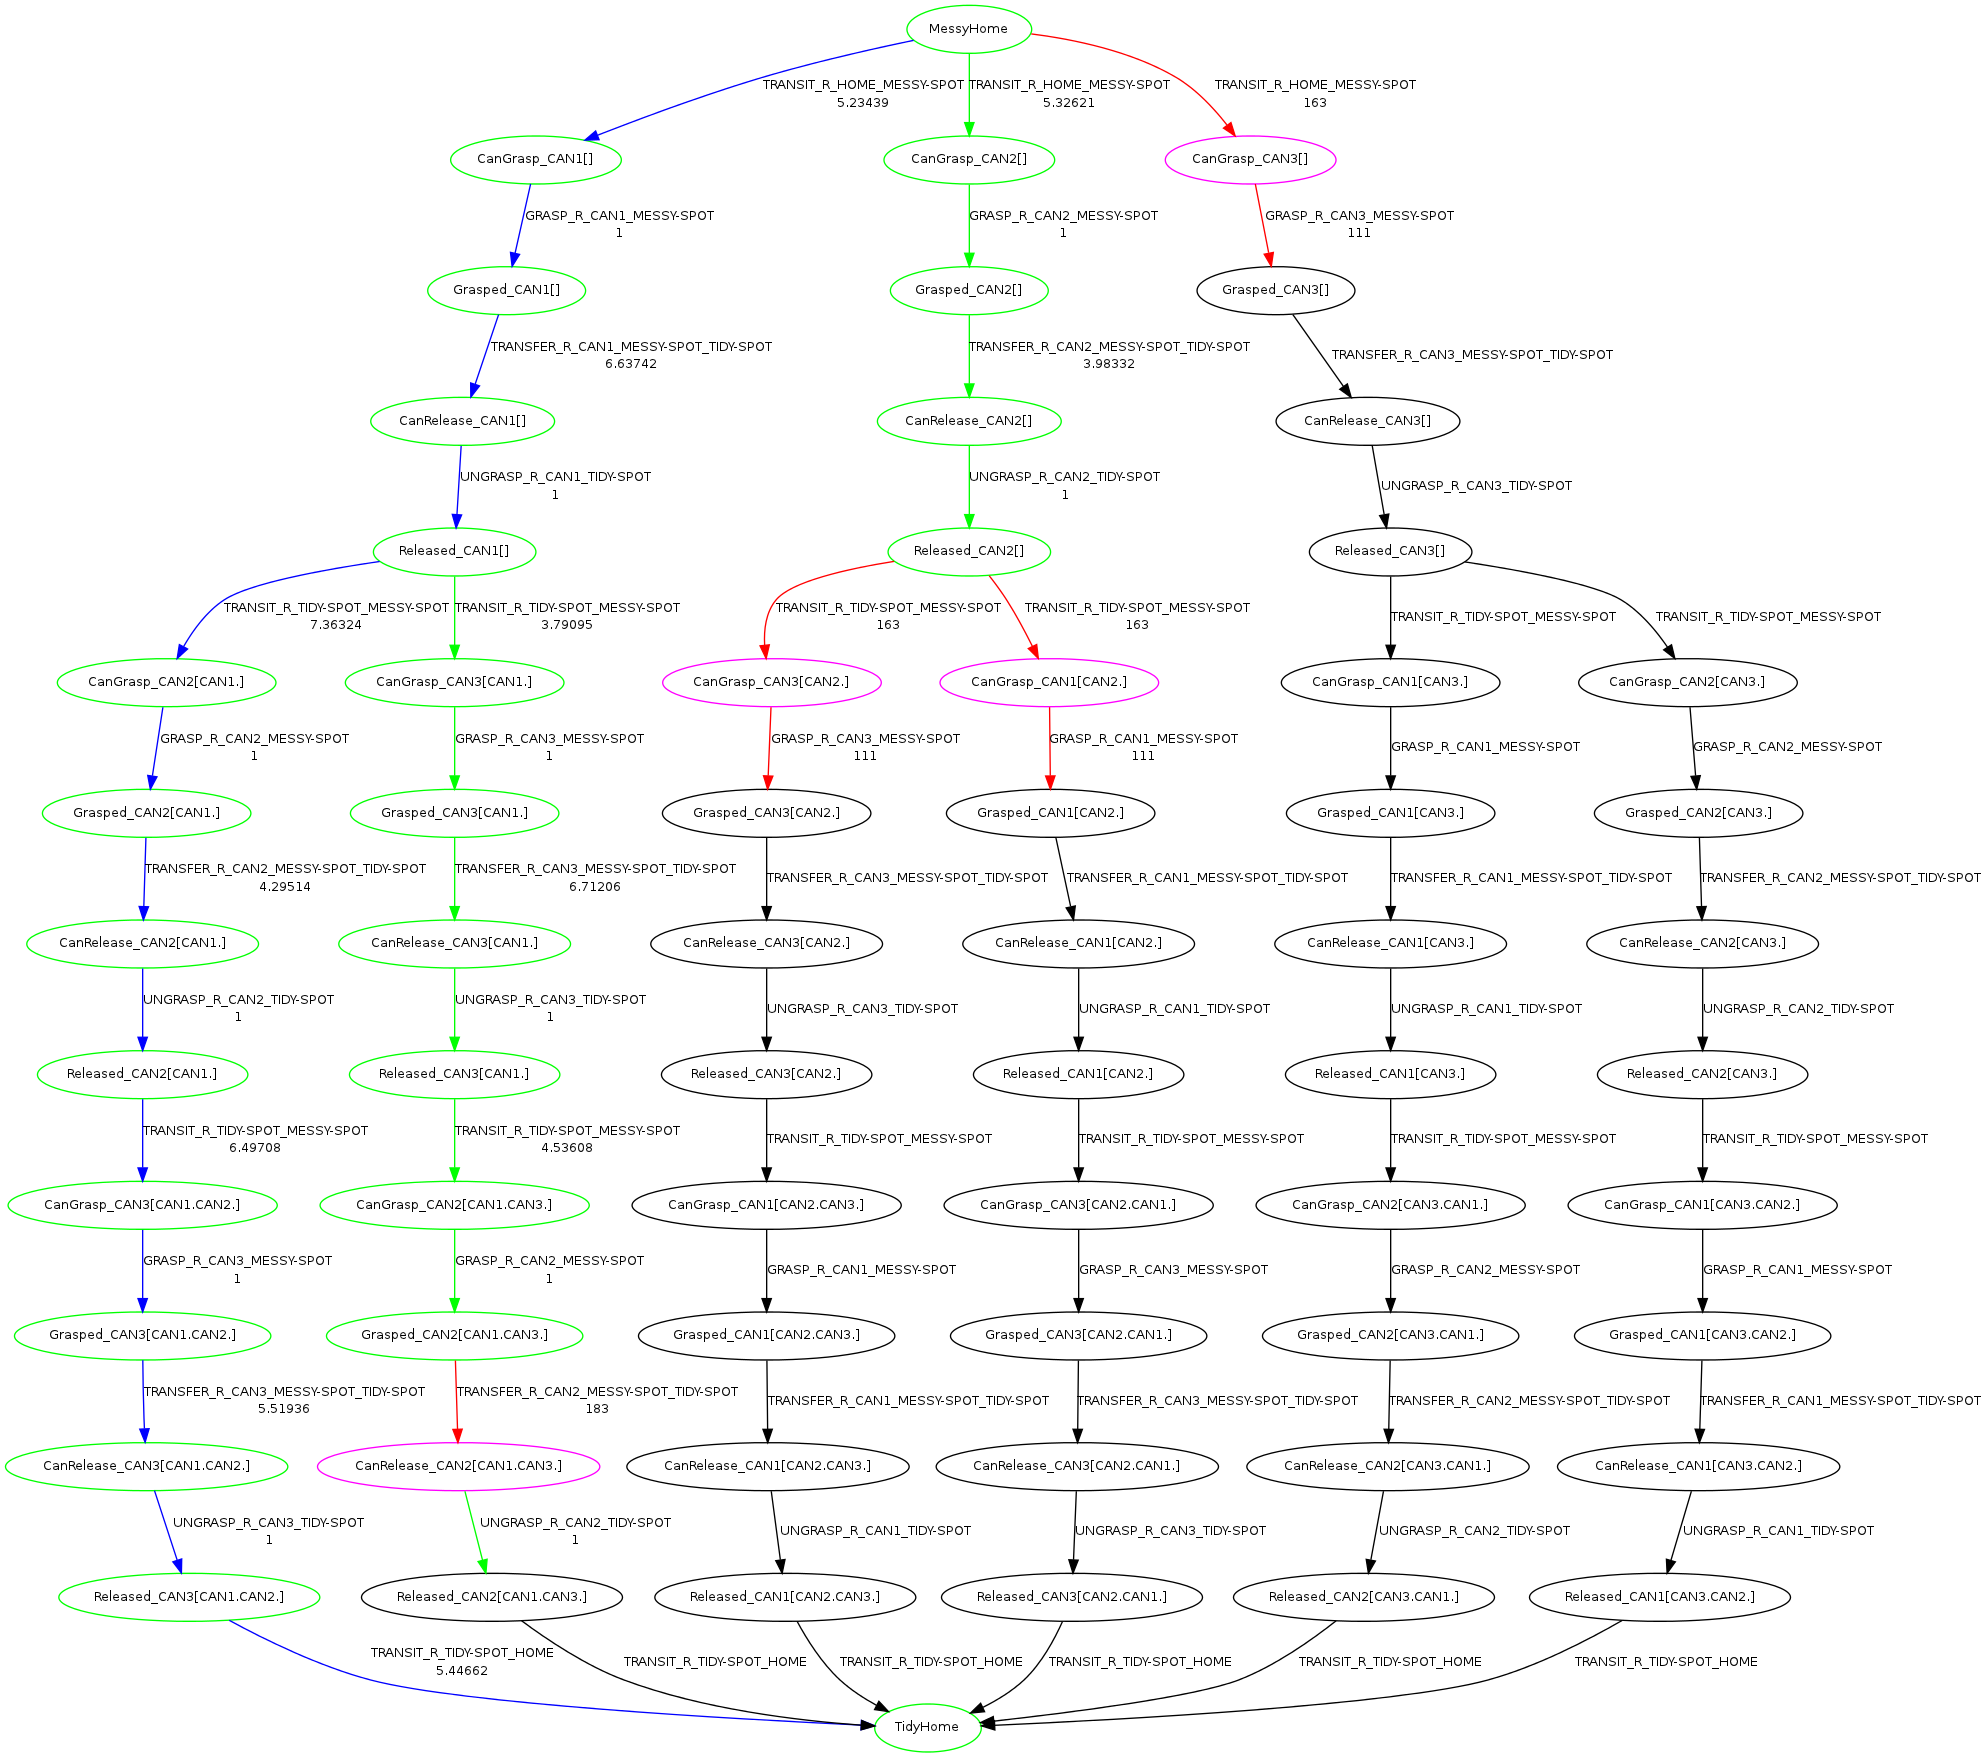 MessyHome
TRANSIT_R_HOME_MESSY-SPOT
5.23439
TRANSIT_R_HOME_MESSY-SPOT
5.32621
TRANSIT_R_HOME_MESSY-SPOT
163
CanGrasp_CAN1[]
CanGrasp_CAN2[]
CanGrasp_CAN3[]
GRASP_R_CAN1_MESSY-SPOT
1
GRASP_R_CAN2_MESSY-SPOT
1
GRASP_R_CAN3_MESSY-SPOT
111
Grasped_CAN1[]
Grasped_CAN2[]
Grasped_CAN3[]
TRANSFER_R_CAN1_MESSY-SPOT_TIDY-SPOT
6.63742
TRANSFER_R_CAN2_MESSY-SPOT_TIDY-SPOT
3.98332
TRANSFER_R_CAN3_MESSY-SPOT_TIDY-SPOT
CanRelease_CAN1[]
CanRelease_CAN2[]
CanRelease_CAN3[]
UNGRASP_R_CAN1_TIDY-SPOT
1
UNGRASP_R_CAN2_TIDY-SPOT
1
UNGRASP_R_CAN3_TIDY-SPOT
Released_CAN1[]
Released_CAN2[]
Released_CAN3[]
TRANSIT_R_TIDY-SPOT_MESSY-SPOT
7.36324
TRANSIT_R_TIDY-SPOT_MESSY-SPOT
3.79095
TRANSIT_R_TIDY-SPOT_MESSY-SPOT
163
TRANSIT_R_TIDY-SPOT_MESSY-SPOT
163
TRANSIT_R_TIDY-SPOT_MESSY-SPOT
TRANSIT_R_TIDY-SPOT_MESSY-SPOT
CanGrasp_CAN2[CAN1.]
CanGrasp_CAN3[CAN1.]
CanGrasp_CAN3[CAN2.]
CanGrasp_CAN1[CAN2.]
CanGrasp_CAN1[CAN3.]
CanGrasp_CAN2[CAN3.]
GRASP_R_CAN2_MESSY-SPOT
1
GRASP_R_CAN3_MESSY-SPOT
1
GRASP_R_CAN3_MESSY-SPOT
111
GRASP_R_CAN1_MESSY-SPOT
111
GRASP_R_CAN1_MESSY-SPOT
GRASP_R_CAN2_MESSY-SPOT
Grasped_CAN2[CAN1.]
Grasped_CAN3[CAN1.]
Grasped_CAN3[CAN2.]
Grasped_CAN1[CAN2.]
Grasped_CAN1[CAN3.]
Grasped_CAN2[CAN3.]
TRANSFER_R_CAN2_MESSY-SPOT_TIDY-SPOT
4.29514
TRANSFER_R_CAN3_MESSY-SPOT_TIDY-SPOT
6.71206
TRANSFER_R_CAN3_MESSY-SPOT_TIDY-SPOT
TRANSFER_R_CAN1_MESSY-SPOT_TIDY-SPOT
TRANSFER_R_CAN1_MESSY-SPOT_TIDY-SPOT
TRANSFER_R_CAN2_MESSY-SPOT_TIDY-SPOT
CanRelease_CAN2[CAN1.]
CanRelease_CAN3[CAN1.]
CanRelease_CAN3[CAN2.]
CanRelease_CAN1[CAN2.]
CanRelease_CAN1[CAN3.]
CanRelease_CAN2[CAN3.]
UNGRASP_R_CAN2_TIDY-SPOT
1
UNGRASP_R_CAN3_TIDY-SPOT
1
UNGRASP_R_CAN3_TIDY-SPOT
UNGRASP_R_CAN1_TIDY-SPOT
UNGRASP_R_CAN1_TIDY-SPOT
UNGRASP_R_CAN2_TIDY-SPOT
Released_CAN2[CAN1.]
Released_CAN3[CAN1.]
Released_CAN3[CAN2.]
Released_CAN1[CAN2.]
Released_CAN1[CAN3.]
Released_CAN2[CAN3.]
TRANSIT_R_TIDY-SPOT_MESSY-SPOT
6.49708
TRANSIT_R_TIDY-SPOT_MESSY-SPOT
4.53608
TRANSIT_R_TIDY-SPOT_MESSY-SPOT
TRANSIT_R_TIDY-SPOT_MESSY-SPOT
TRANSIT_R_TIDY-SPOT_MESSY-SPOT
TRANSIT_R_TIDY-SPOT_MESSY-SPOT
CanGrasp_CAN3[CAN1.CAN2.]
CanGrasp_CAN2[CAN1.CAN3.]
CanGrasp_CAN1[CAN2.CAN3.]
CanGrasp_CAN3[CAN2.CAN1.]
CanGrasp_CAN2[CAN3.CAN1.]
CanGrasp_CAN1[CAN3.CAN2.]
GRASP_R_CAN3_MESSY-SPOT
1
GRASP_R_CAN2_MESSY-SPOT
1
GRASP_R_CAN1_MESSY-SPOT
GRASP_R_CAN3_MESSY-SPOT
GRASP_R_CAN2_MESSY-SPOT
GRASP_R_CAN1_MESSY-SPOT
Grasped_CAN3[CAN1.CAN2.]
Grasped_CAN2[CAN1.CAN3.]
Grasped_CAN1[CAN2.CAN3.]
Grasped_CAN3[CAN2.CAN1.]
Grasped_CAN2[CAN3.CAN1.]
Grasped_CAN1[CAN3.CAN2.]
TRANSFER_R_CAN3_MESSY-SPOT_TIDY-SPOT
5.51936
TRANSFER_R_CAN2_MESSY-SPOT_TIDY-SPOT
183
TRANSFER_R_CAN1_MESSY-SPOT_TIDY-SPOT
TRANSFER_R_CAN3_MESSY-SPOT_TIDY-SPOT
TRANSFER_R_CAN2_MESSY-SPOT_TIDY-SPOT
TRANSFER_R_CAN1_MESSY-SPOT_TIDY-SPOT
CanRelease_CAN3[CAN1.CAN2.]
CanRelease_CAN2[CAN1.CAN3.]
CanRelease_CAN1[CAN2.CAN3.]
CanRelease_CAN3[CAN2.CAN1.]
CanRelease_CAN2[CAN3.CAN1.]
CanRelease_CAN1[CAN3.CAN2.]
UNGRASP_R_CAN3_TIDY-SPOT
1
UNGRASP_R_CAN2_TIDY-SPOT
1
UNGRASP_R_CAN1_TIDY-SPOT
UNGRASP_R_CAN3_TIDY-SPOT
UNGRASP_R_CAN2_TIDY-SPOT
UNGRASP_R_CAN1_TIDY-SPOT
Released_CAN3[CAN1.CAN2.]
Released_CAN2[CAN1.CAN3.]
Released_CAN1[CAN2.CAN3.]
Released_CAN3[CAN2.CAN1.]
Released_CAN2[CAN3.CAN1.]
Released_CAN1[CAN3.CAN2.]
TRANSIT_R_TIDY-SPOT_HOME
5.44662
TRANSIT_R_TIDY-SPOT_HOME
TRANSIT_R_TIDY-SPOT_HOME
TRANSIT_R_TIDY-SPOT_HOME
TRANSIT_R_TIDY-SPOT_HOME
TRANSIT_R_TIDY-SPOT_HOME
TidyHome